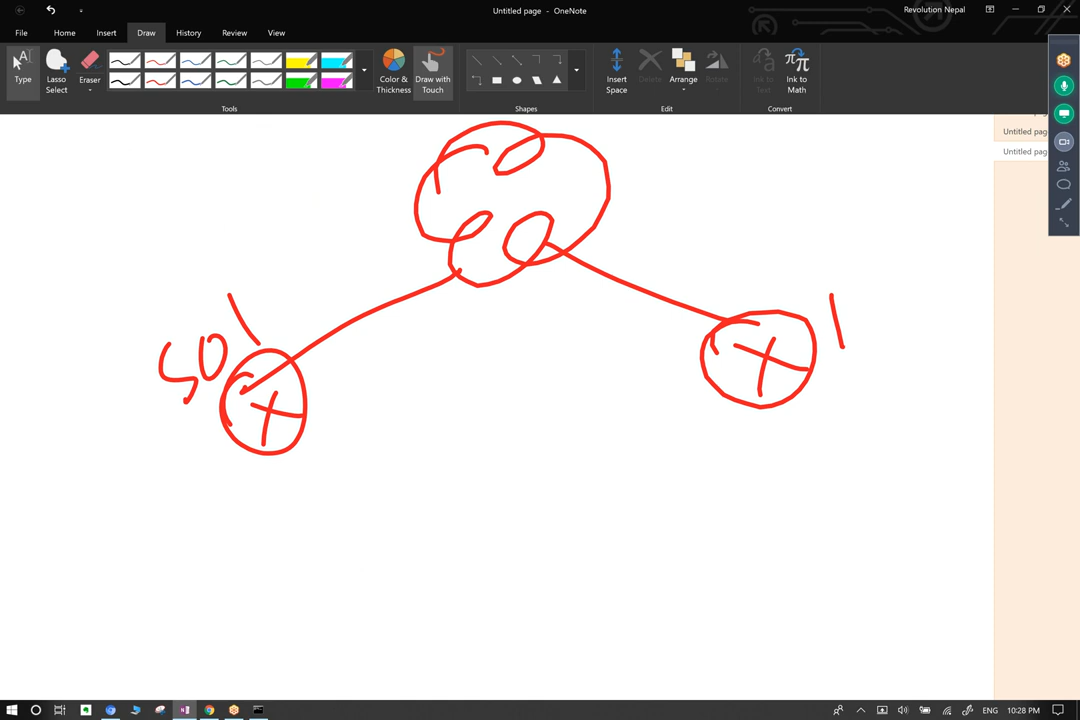 Untitled page - OneNote
Revolution Nepal
File Home Insert Draw History Review View
Type
Lasso Select
Eraser
Color & Thickness
Draw with Touch
Insert Space
Delete
Arrange
Rotate
Ink to Text
Ink to Math
Tools Shapes Edit Convert
Untitled pag
Untitled pag
50
ENG 10:28 PM